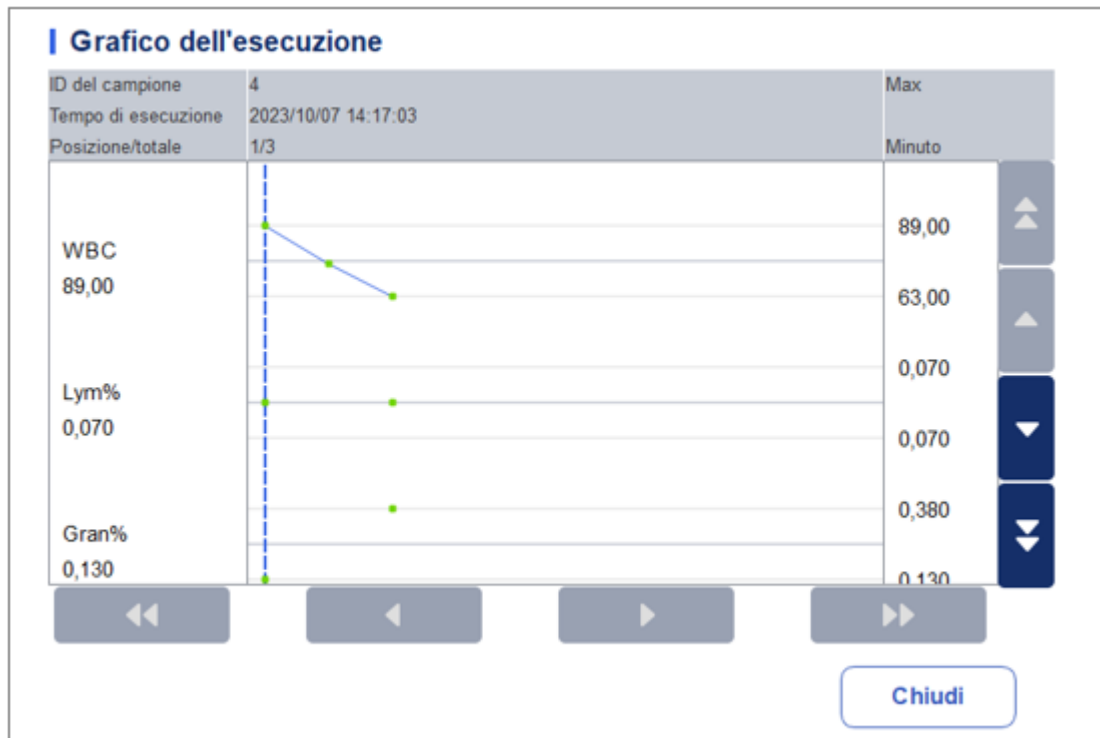 Grafico dell'esecuzione
ID del campione 4 Max
Tempo di esecuzione 2023/10/07 14:17:03
Posizione/totale 1/3 Minuto
89,00
WBC
89,00
63,00
0,070
Lym%
0,070
0,070
0,380
Gran%
0,130
0,130
Chiudi